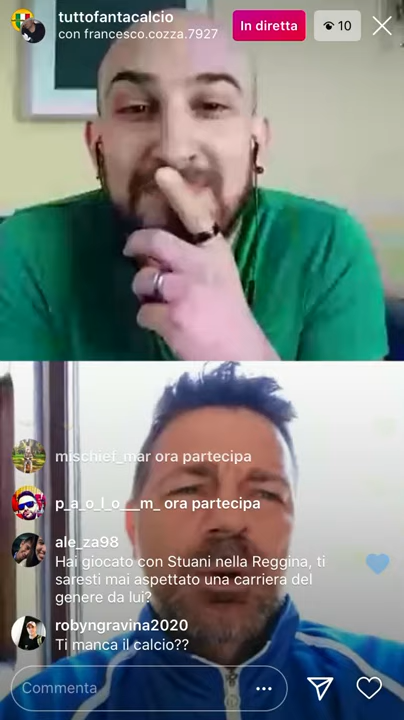 tuttofantacalcio
con francesco.cozza.7927
In diretta
10
mischief_mar ora partecipa
p_a_o_l_o___m_ ora partecipa
ale_za98
Hai giocato con Stuani nella Reggina, ti
saresti mai aspettato una carriera del
genere da lui?
robyngravina2020
Ti manca il calcio??
Commenta